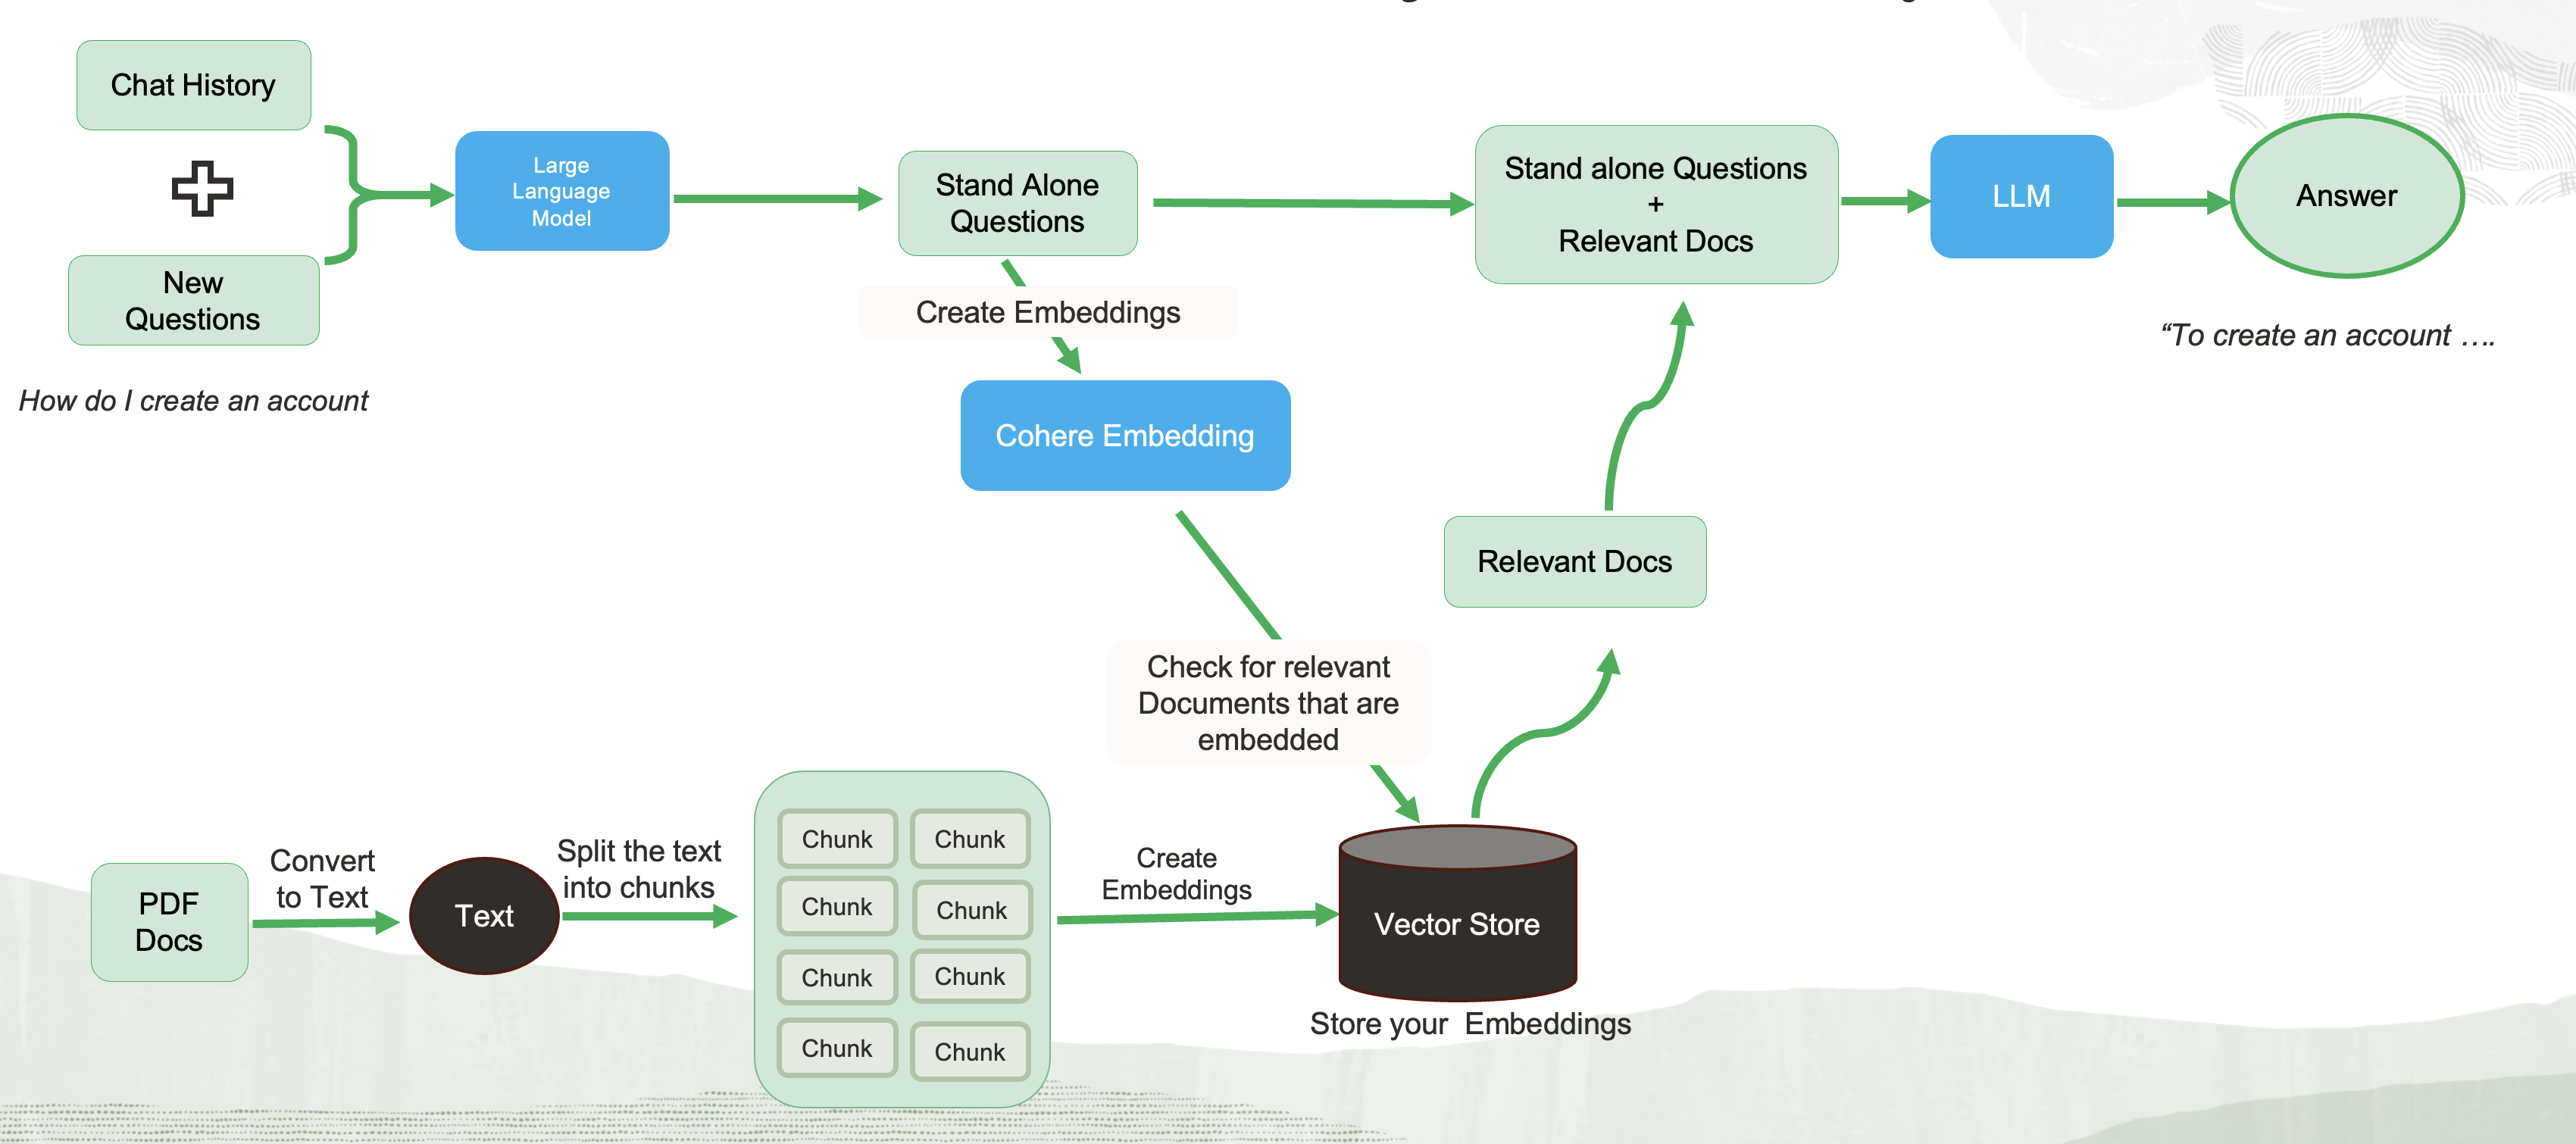 Chat History
New
Questions
How do I create an account
Large
Language
Model
Stand Alone
Questions
Create Embeddings
Cohere Embedding
Check for relevant
Documents that are
embedded
Stand alone Questions
+
Relevant Docs
LLM
Answer
“To create an account ….
Relevant Docs
PDF
Docs
Convert
to Text
Text
Split the text
into chunks
Chunk
Chunk
Chunk
Chunk
Chunk
Chunk
Chunk
Chunk
Create
Embeddings
Vector Store
Store your  Embeddings